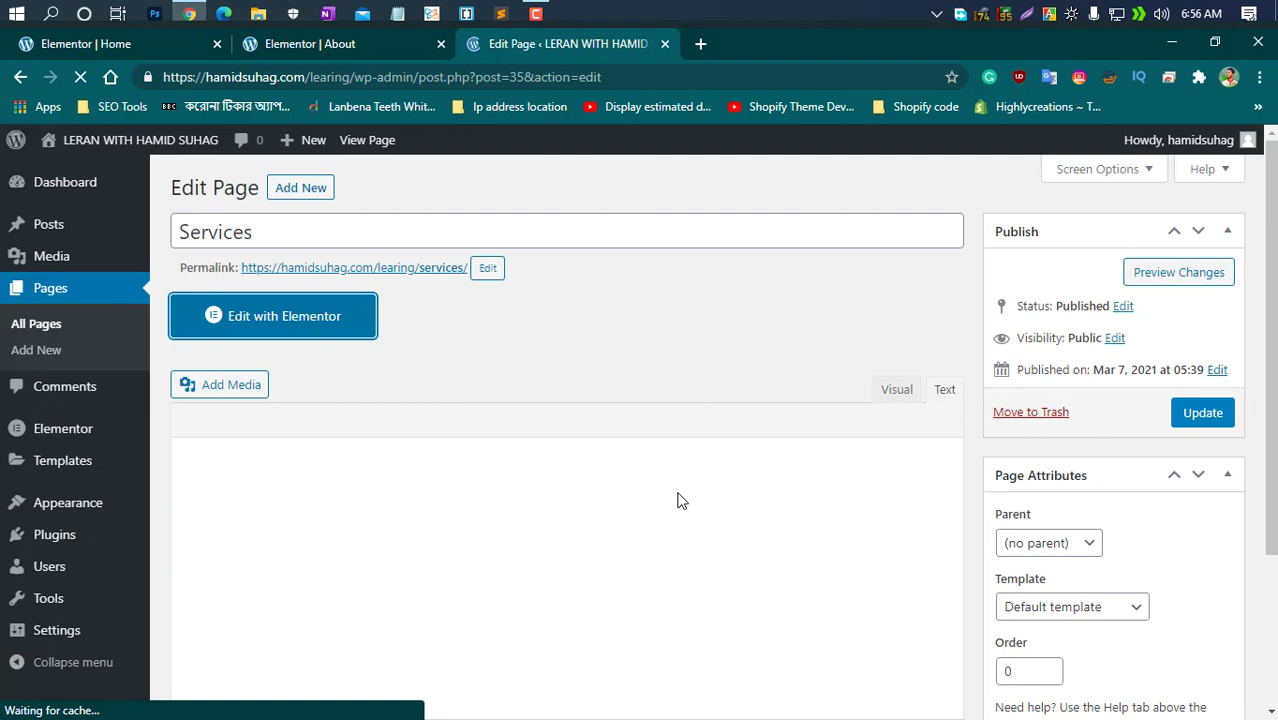 174
95
6:56 AM
Elementor | Home
Elementor | About
Edit Page ‹ LERAN WITH HAMID
https://hamidsuhag.com/learing/wp-admin/post.php?post=35&action=edit
Apps
SEO Tools
BBC করোনা টিকার অ্যাপ...
Lanbena Teeth Whit...
Ip address location
Display estimated d...
Shopify Theme Dev...
Shopify code
Highlycreations ~ T...
»
LERAN WITH HAMID SUHAG
0
New
View Page
Howdy, hamidsuhag
Edit Page
Add New
Screen Options
Help
Dashboard
Posts
Media
Pages
All Pages
Add New
Comments
Elementor
Templates
Appearance
Plugins
Users
Tools
Settings
Collapse menu
Services
Permalink: https://hamidsuhag.com/learing/services/
Edit
Edit with Elementor
Add Media
Visual
Text
Publish
Preview Changes
Status: Published Edit
Visibility: Public Edit
Published on: Mar 7, 2021 at 05:39 Edit
Move to Trash
Update
Page Attributes
Parent
(no parent)
Template
Default template
Order
0
Need help? Use the Help tab above the
Waiting for cache...